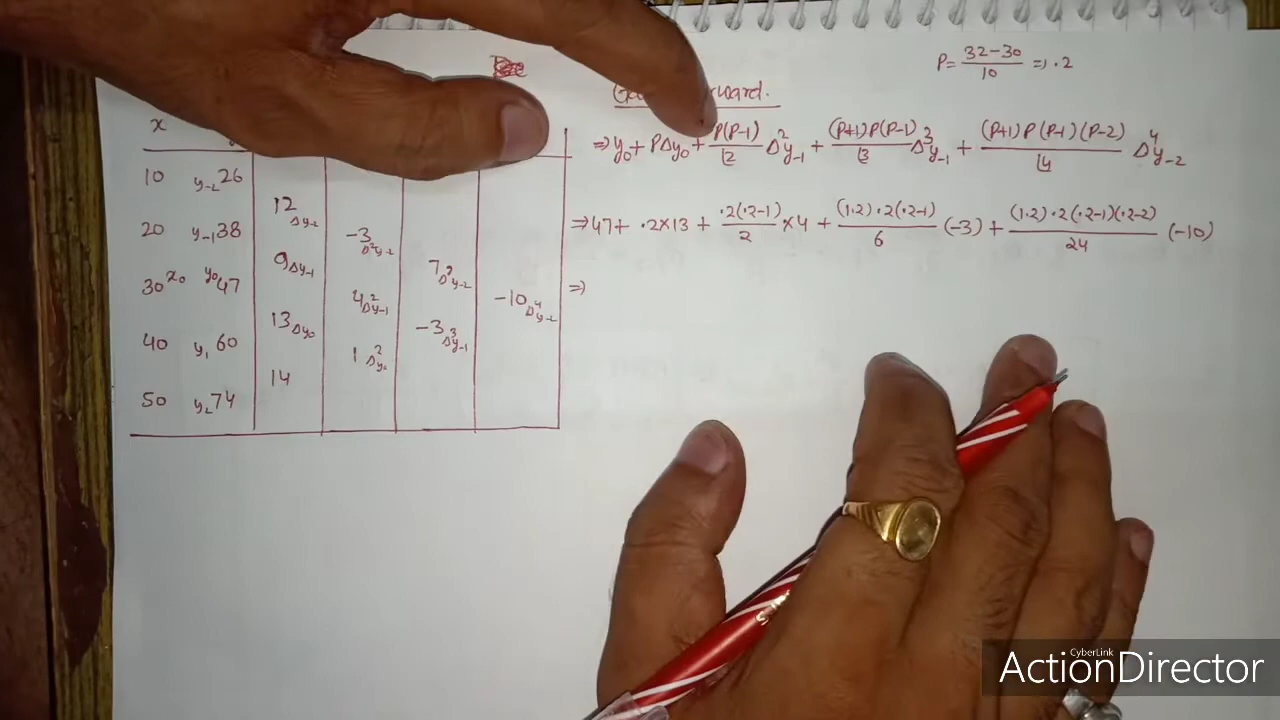 P = 32-30/10 => .2
x
=> y₀ + PΔy₀ + P(P-1)/⌊2 Δ²y₋₁ + (P+1)P(P-1)/⌊3 Δ³y₋₁ + (P+1)P(P-1)(P-2)/⌊4 Δ⁴y₋₂
10 y₋₂ 26
12 Δy₋₂
=> 47 + .2×13 + .2(.2-1)/2 ×4 + (1.2).2(.2-1)/6 (-3) + (1.2).2(.2-1)(.2-2)/24 (-10)
20 y₋₁ 38
-3 Δ²y₋₂
9 Δy₋₁
7 Δ³y₋₂
30 x₀ y₀ 47
4 Δ²y₋₁
-10 Δ⁴y₋₂
=>
13 Δy₀
-3 Δ³y₋₁
40 y₁ 60
1 Δ²y₀
14
50 y₂ 74
CyberLink
ActionDirector